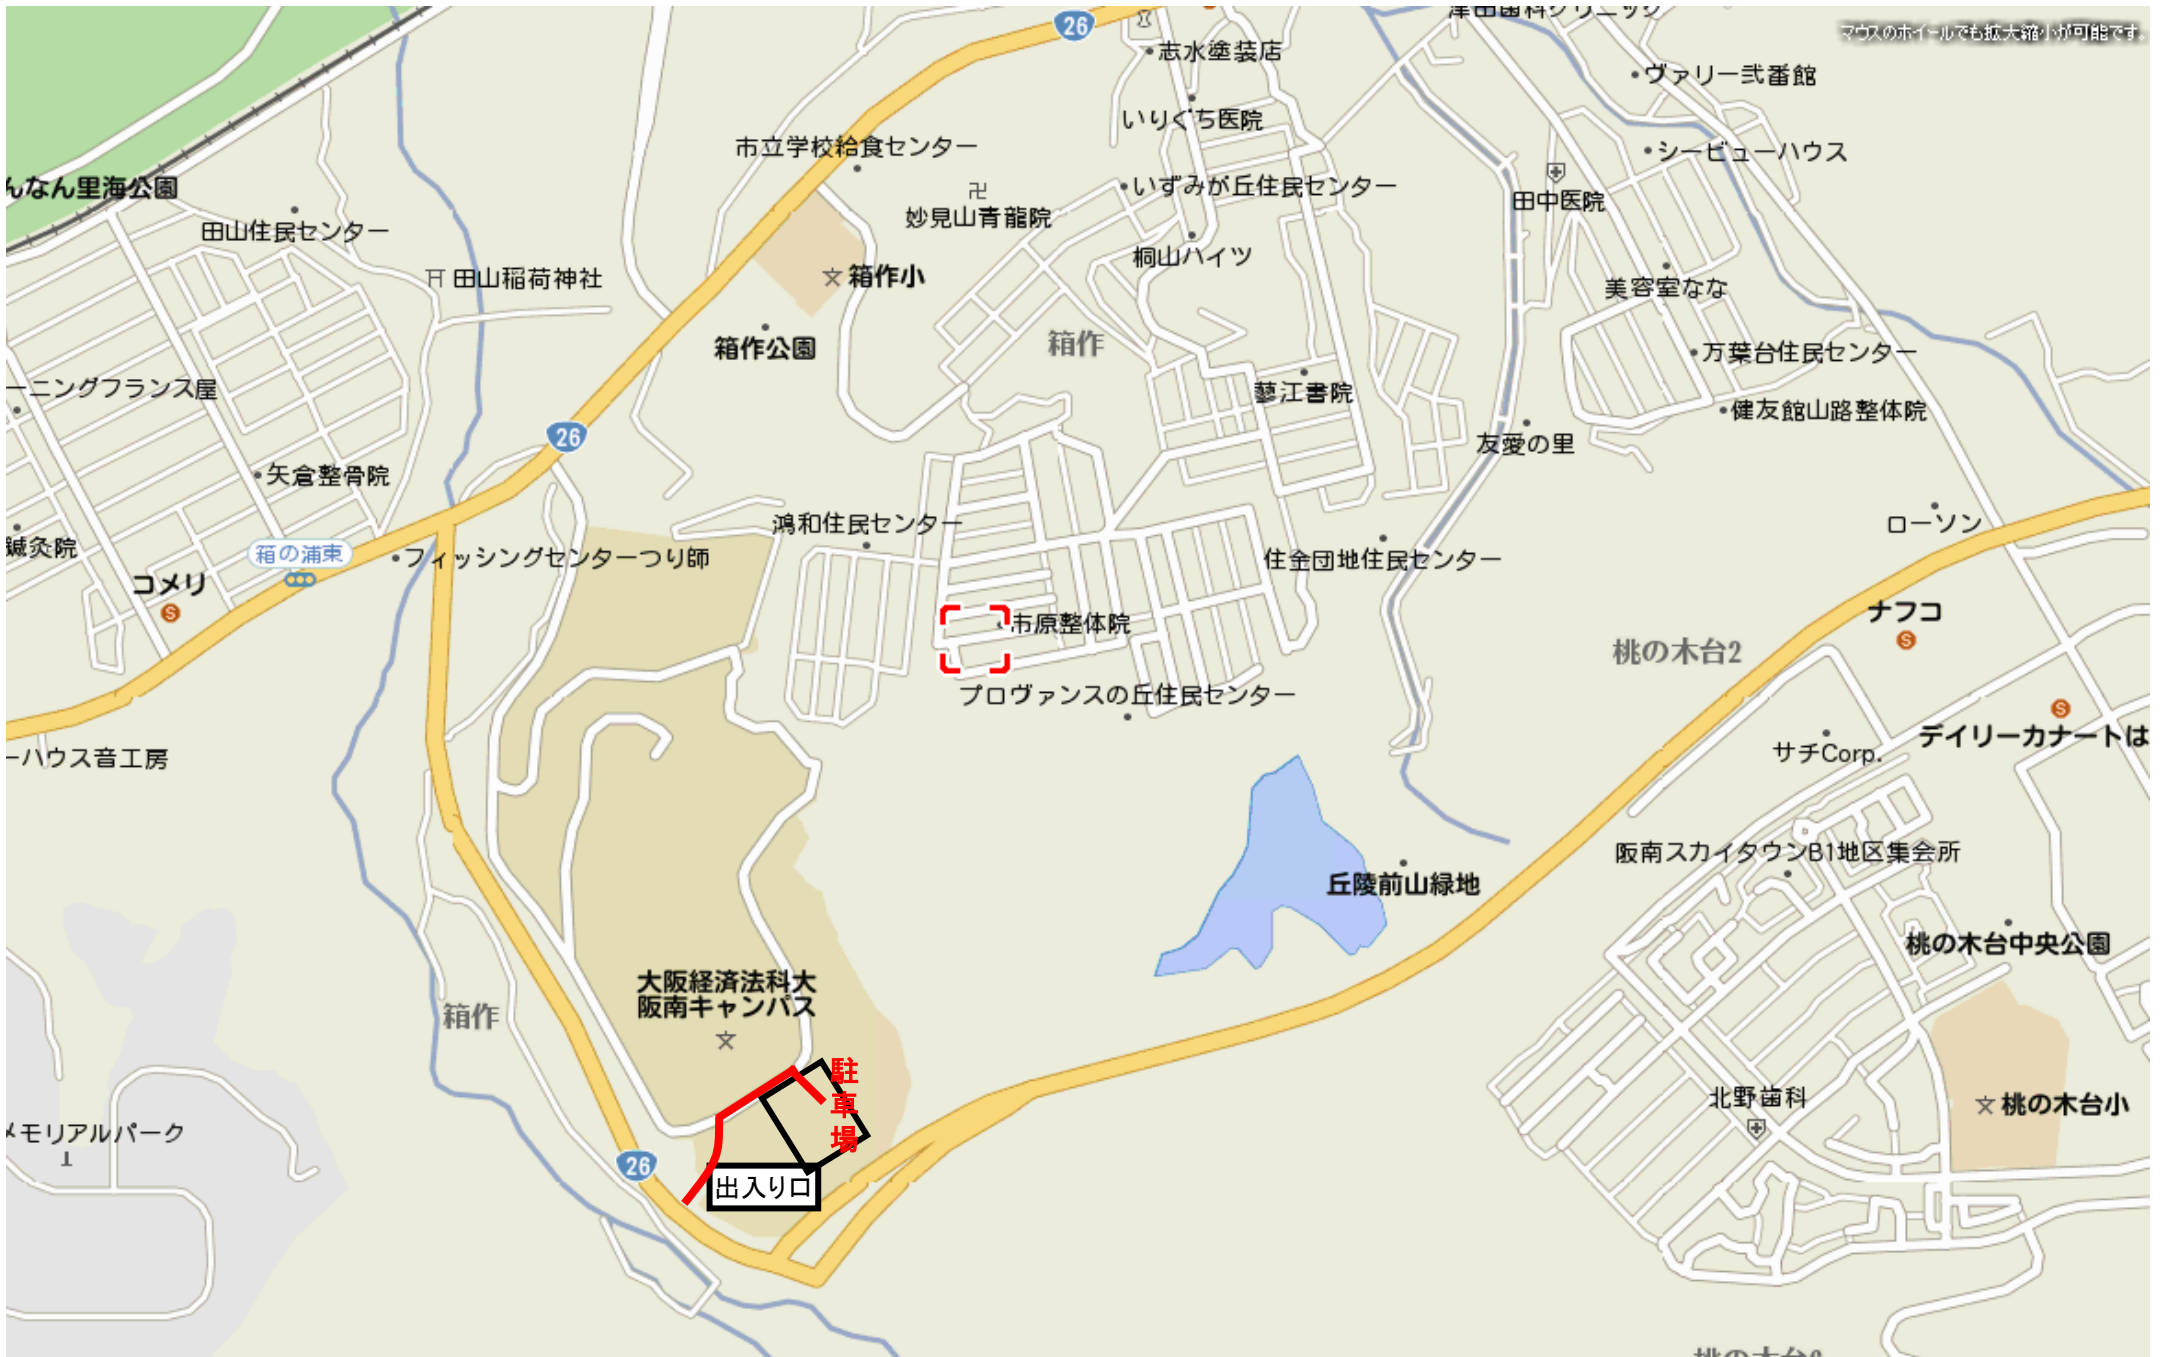 26
津田歯科クリニック
マウスのホイールでも拡大縮小が可能です。
志水塗装店
ヴァリー弐番館
いりぐち医院
市立学校給食センター
シービューハウス
んなん里海公園
いずみが丘住民センター
田中医院
妙見山青龍院
田山住民センター
桐山ハイツ
田山稲荷神社
箱作小
美容室なな
箱作公園
箱作
万葉台住民センター
ーニングフランス屋
蓼江書院
健友館山路整体院
26
友愛の里
矢倉整骨院
鴻和住民センター
ローソン
鍼灸院
箱の浦東
フィッシングセンターつり師
住金団地住民センター
コメリ
ナフコ
市原整体院
桃の木台2
プロヴァンスの丘住民センター
デイリーカナートは
ーハウス音工房
サチCorp.
阪南スカイタウンB1地区集会所
丘陵前山緑地
桃の木台中央公園
大阪経済法科大
阪南キャンパス
箱作
駐車場
北野歯科
桃の木台小
メモリアルパーク
26
出入り口